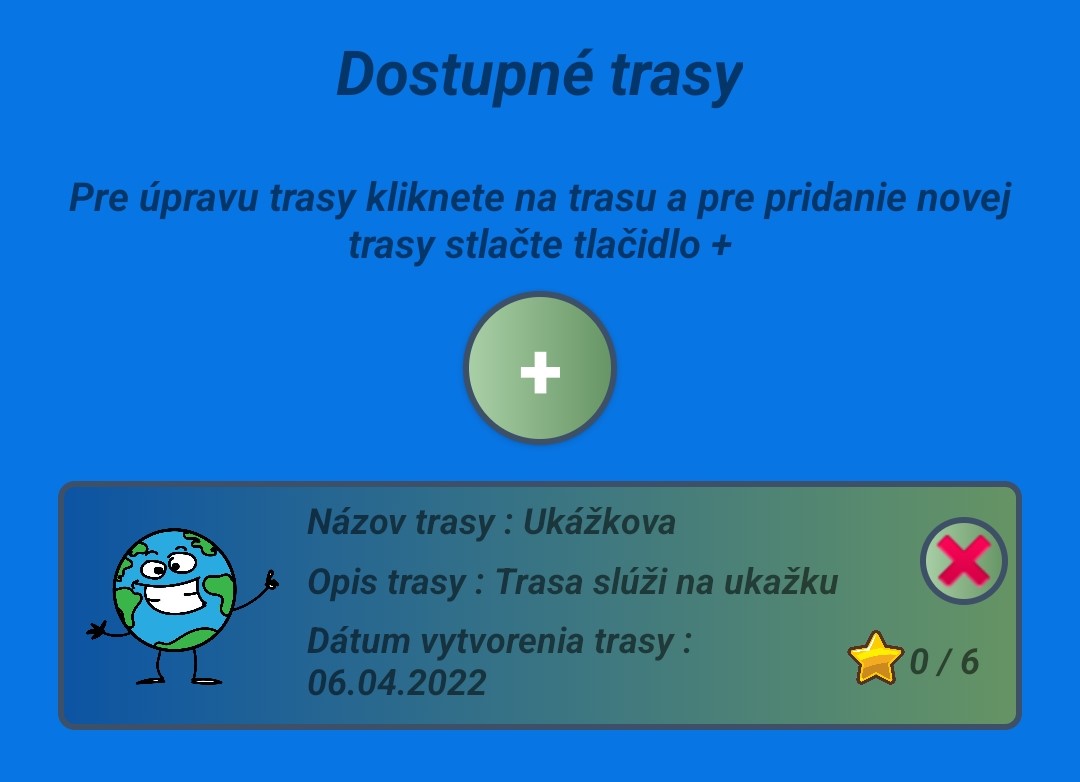 Dostupné trasy
Pre úpravu trasy kliknete na trasu a pre pridanie novej
trasy stlačte tlačidlo +
+
Názov trasy : Ukážkova
Opis trasy : Trasa slúži na ukažku
Dátum vytvorenia trasy :
06.04.2022
0 / 6